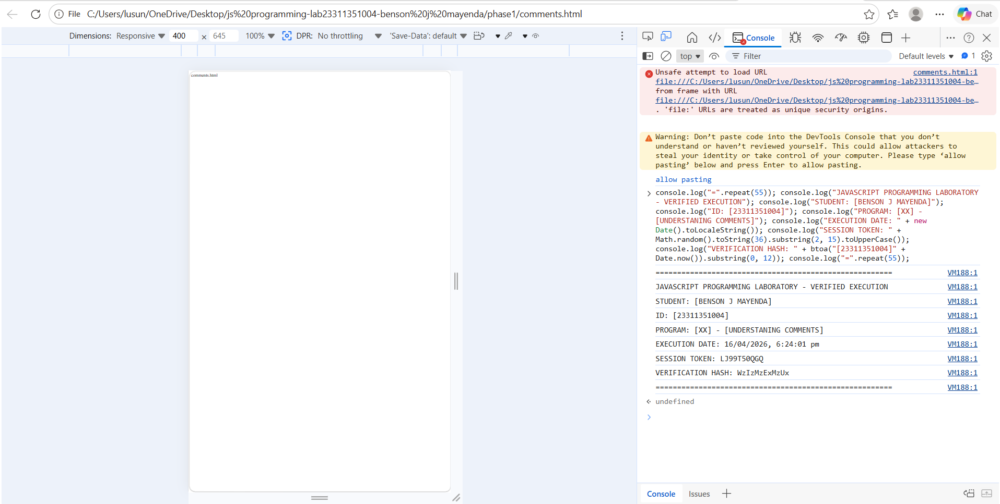 File C:/Users/lusun/OneDrive/Desktop/js%20programming-lab23311351004-benson%20j%20mayenda/phase1/comments.html
Chat
Dimensions: Responsive 400 × 645 100% DPR: No throttling 'Save-Data': default
Console
top Filter Default levels 1
comments.html
Unsafe attempt to load URL comments.html:1
file:///C:/Users/lusun/OneDrive/Desktop/js%20programming-lab23311351004-be…
from frame with URL
file:///C:/Users/lusun/OneDrive/Desktop/js%20programming-lab23311351004-be…
. 'file:' URLs are treated as unique security origins.
Warning: Don’t paste code into the DevTools Console that you don’t
understand or haven’t reviewed yourself. This could allow attackers to
steal your identity or take control of your computer. Please type ‘allow
pasting’ below and press Enter to allow pasting.
allow pasting
console.log("=".repeat(55)); console.log("JAVASCRIPT PROGRAMMING LABORATORY
- VERIFIED EXECUTION"); console.log("STUDENT: [BENSON J MAYENDA]");
console.log("ID: [23311351004]"); console.log("PROGRAM: [XX] -
[UNDERSTANING COMMENTS]"); console.log("EXECUTION DATE: " + new
Date().toLocaleString()); console.log("SESSION TOKEN: " +
Math.random().toString(36).substring(2, 15).toUpperCase());
console.log("VERIFICATION HASH: " + btoa("[23311351004]" +
Date.now()).substring(0, 12)); console.log("=".repeat(55));
======================================================= VM188:1
JAVASCRIPT PROGRAMMING LABORATORY - VERIFIED EXECUTION VM188:1
STUDENT: [BENSON J MAYENDA] VM188:1
ID: [23311351004] VM188:1
PROGRAM: [XX] - [UNDERSTANING COMMENTS] VM188:1
EXECUTION DATE: 16/04/2026, 6:24:01 pm VM188:1
SESSION TOKEN: LJ99T50QGQ VM188:1
VERIFICATION HASH: WzIzMzExMzUx VM188:1
======================================================= VM188:1
undefined
Console Issues